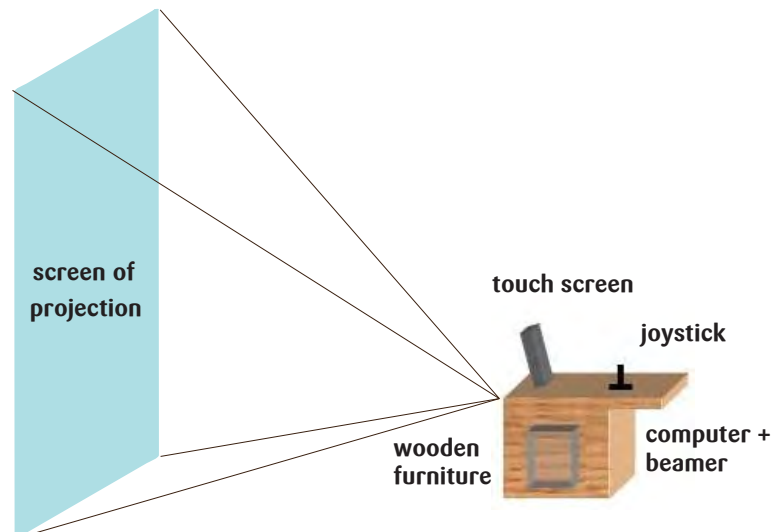 screen of
projection
touch screen
joystick
wooden
furniture
computer +
beamer